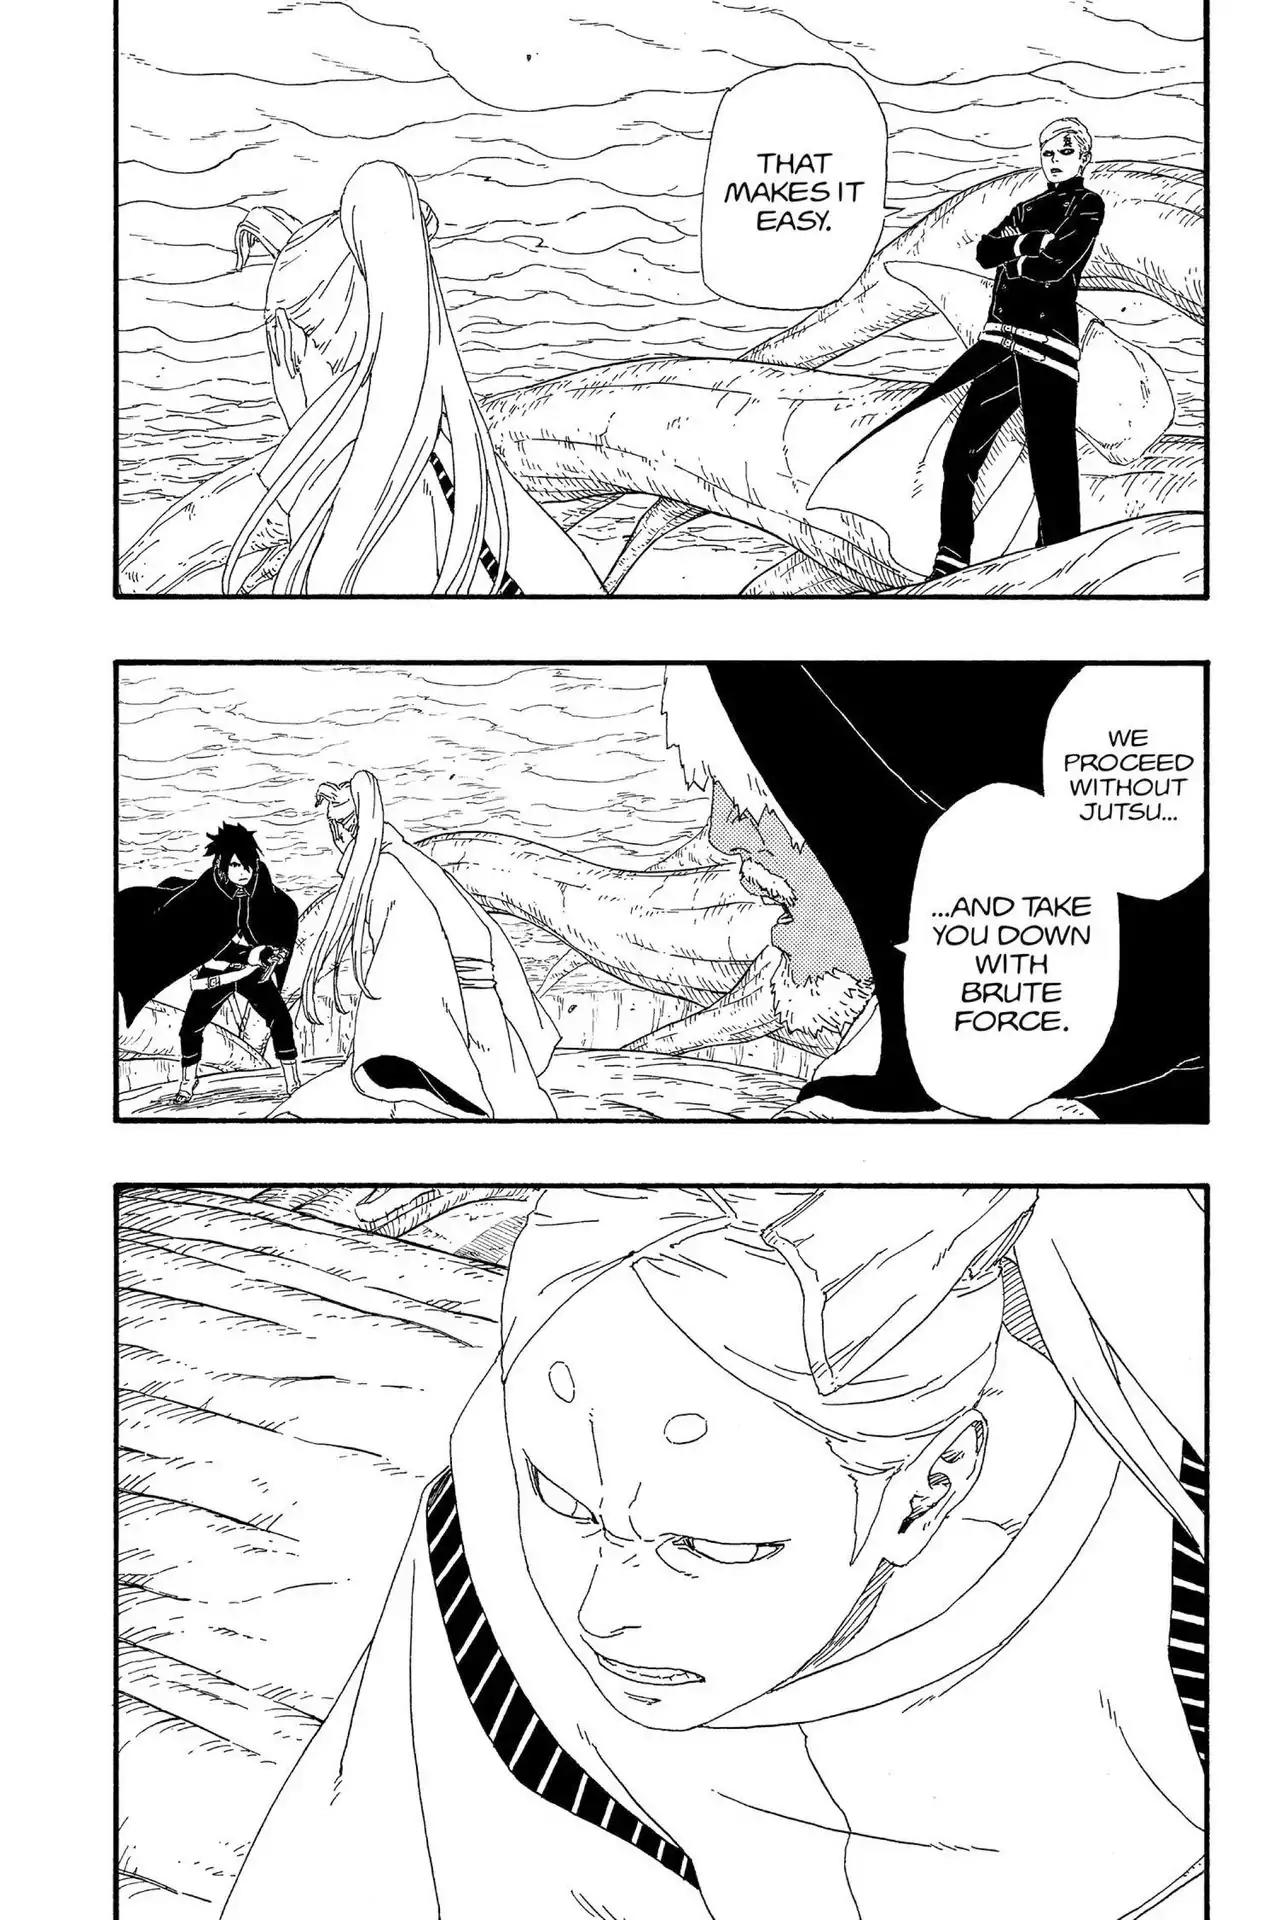 THAT
MAKES IT
EASY.
WE
PROCEED
WITHOUT
JUTSU...
...AND TAKE
YOU DOWN
WITH
BRUTE
FORCE.